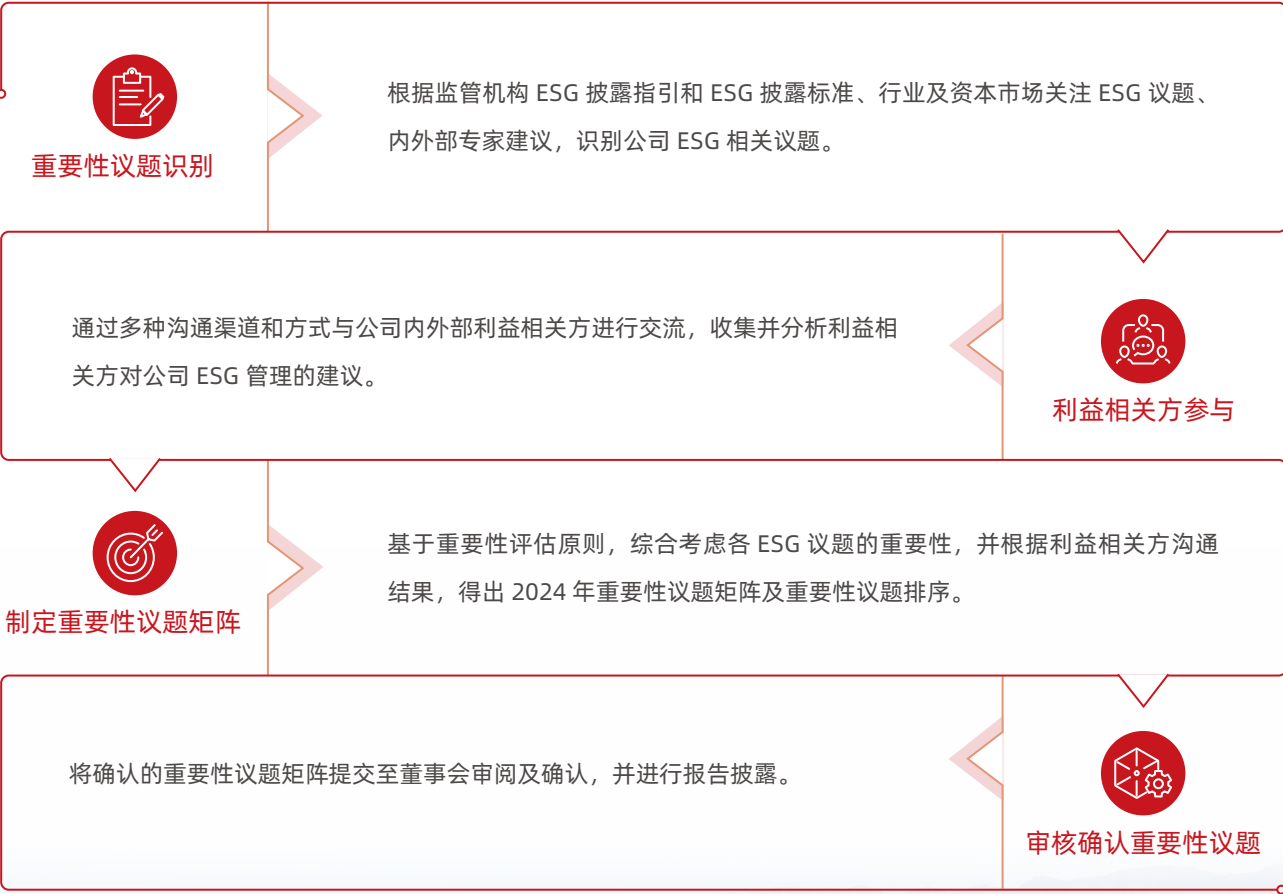 重要性议题识别
根据监管机构 ESG 披露指引和 ESG 披露标准、行业及资本市场关注 ESG 议题、
内外部专家建议，识别公司 ESG 相关议题。
利益相关方参与
通过多种沟通渠道和方式与公司内外部利益相关方进行交流，收集并分析利益相
关方对公司 ESG 管理的建议。
制定重要性议题矩阵
基于重要性评估原则，综合考虑各 ESG 议题的重要性，并根据利益相关方沟通
结果，得出 2024 年重要性议题矩阵及重要性议题排序。
审核确认重要性议题
将确认的重要性议题矩阵提交至董事会审阅及确认，并进行报告披露。